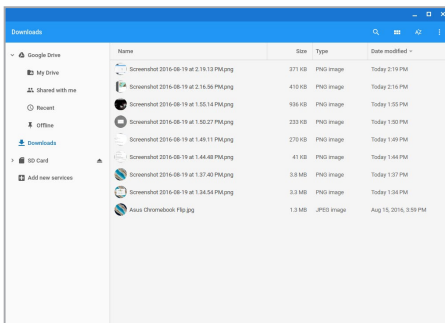 Downloads
Google Drive
My Drive
Shared with me
Recent
Offline
Downloads
SD Card
Add new services
Name Size Type Date modified
Screenshot 2016-08-19 at 2.19.13 PM.png 371 KB PNG image Today 2:19 PM
Screenshot 2016-08-19 at 2.16.56 PM.png 410 KB PNG image Today 2:16 PM
Screenshot 2016-08-19 at 1.55.14 PM.png 936 KB PNG image Today 1:55 PM
Screenshot 2016-08-19 at 1.50.27 PM.png 233 KB PNG image Today 1:50 PM
Screenshot 2016-08-19 at 1.49.11 PM.png 270 KB PNG image Today 1:49 PM
Screenshot 2016-08-19 at 1.44.48 PM.png 41 KB PNG image Today 1:44 PM
Screenshot 2016-08-19 at 1.37.40 PM.png 3.8 MB PNG image Today 1:37 PM
Screenshot 2016-08-19 at 1.34.54 PM.png 3.3 MB PNG image Today 1:34 PM
Asus Chromebook Flip.jpg 1.3 MB JPEG image Aug 15, 2016, 3:59 PM